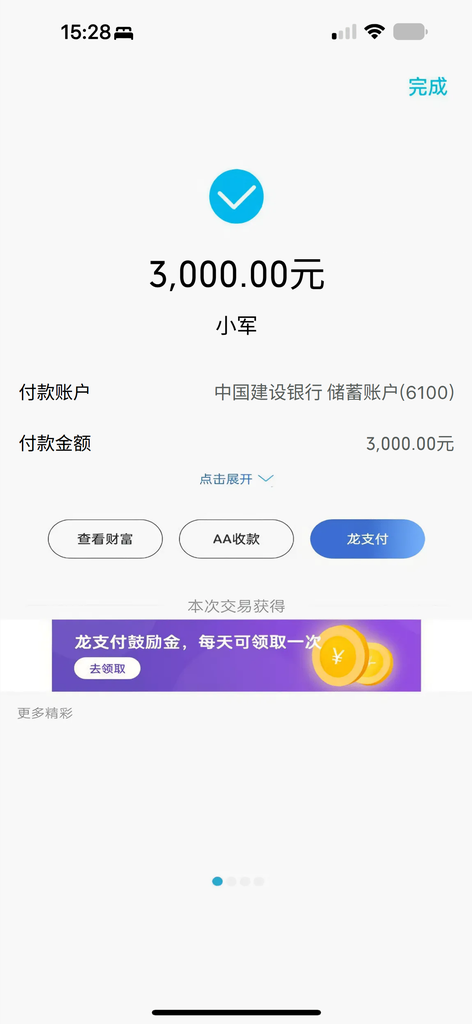 15:28
完成
3,000.00元
小军
付款账户 中国建设银行 储蓄账户(6100)
付款金额 3,000.00元
点击展开
查看财富 AA收款 龙支付
本次交易获得
龙支付鼓励金，每天可领取一次
去领取
¥
更多精彩